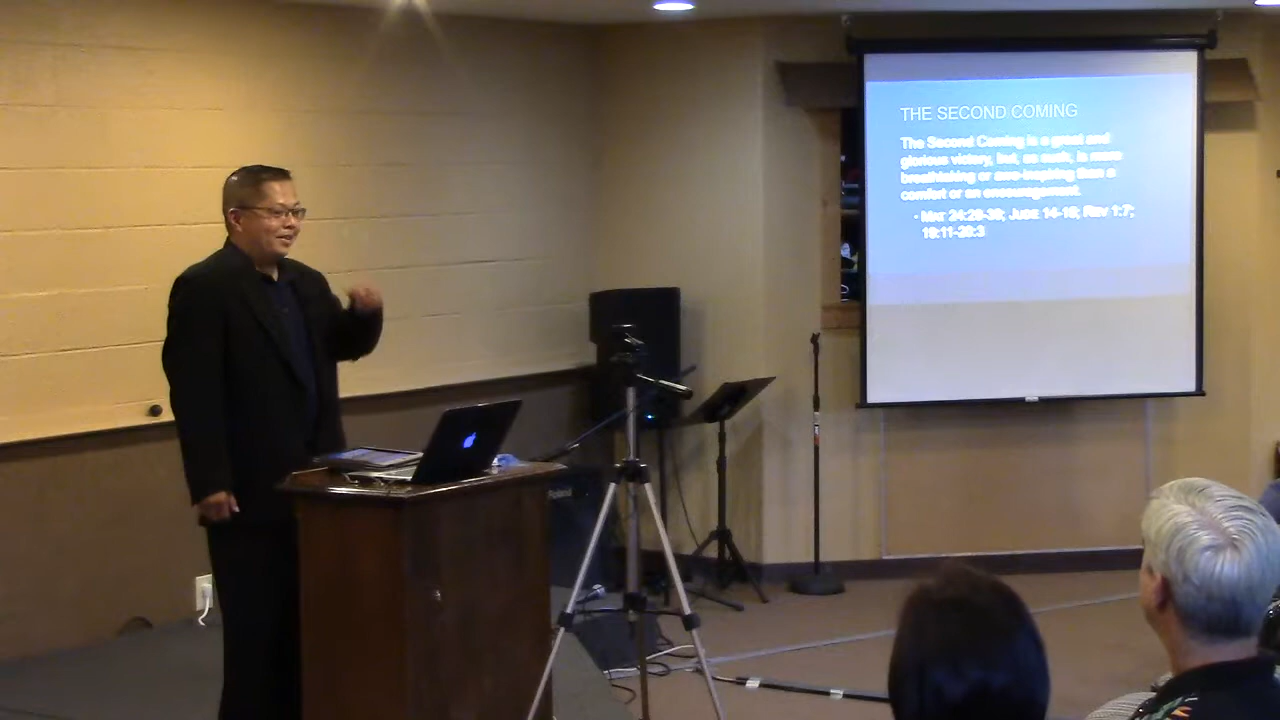 THE SECOND COMING
The Second Coming is a great and
glorious victory, but, as such, is more
breathtaking or awe-inspiring than a
comfort or an encouragement.
• MAT 24:29-30; JUDE 14-15; REV 1:7;
19:11-20:3
Roland